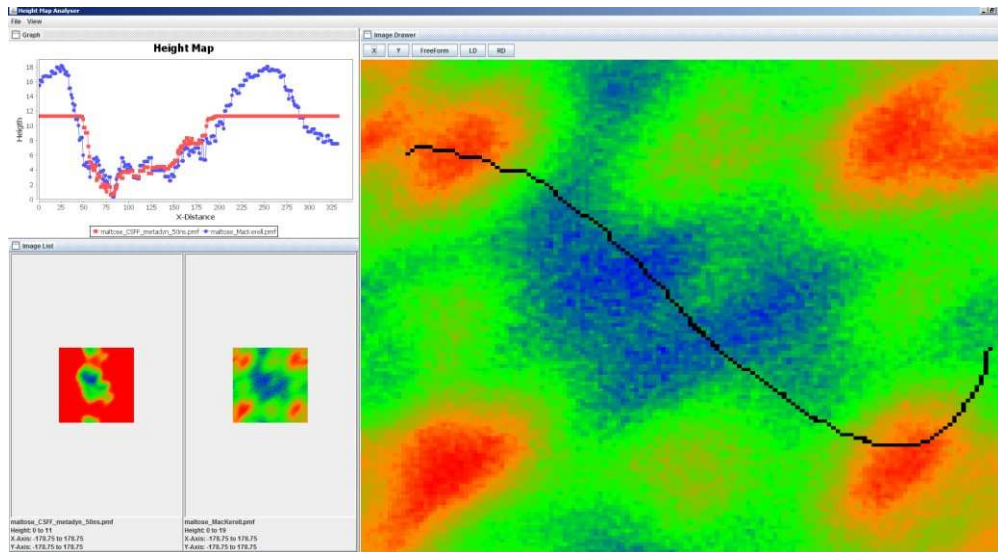 Height Map Analyser
File View
Graph
Height Map
18
16
14
12
10
8
6
4
2
0
Heigth
0 25 50 75 100 125 150 175 200 225 250 275 300 325
X-Distance
maltose_CSFF_metadyn_50ns.pmf maltose_MacKerell.pmf
Image List
maltose_CSFF_metadyn_50ns.pmf
Height: 0 to 11
X-Axis: -178.75 to 178.75
Y-Axis: -178.75 to 178.75
maltose_MacKerell.pmf
Height: 0 to 19
X-Axis: -178.75 to 178.75
Y-Axis: -178.75 to 178.75
Image Drawer
X Y FreeForm LD RD